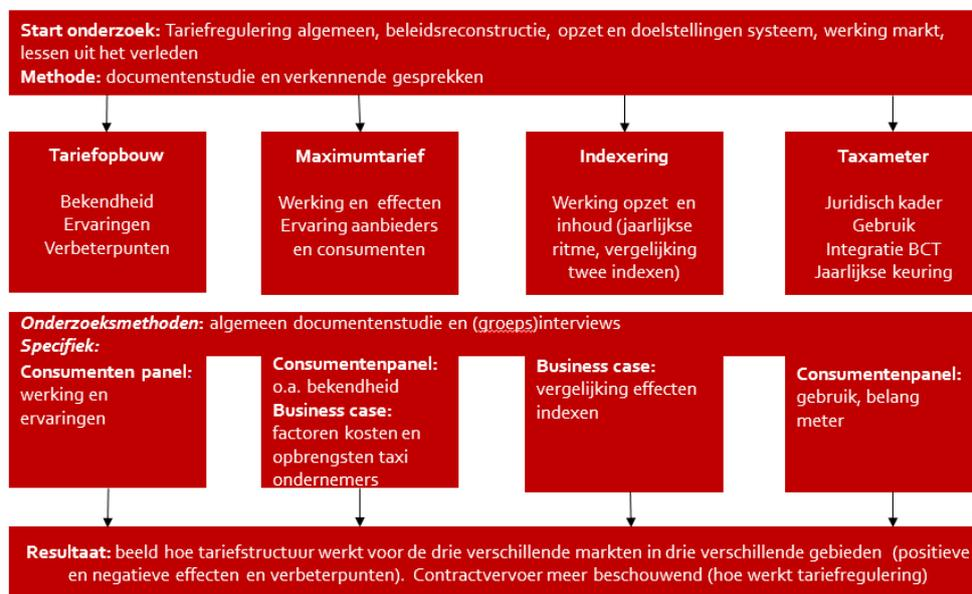 Start onderzoek: Tariefregulering algemeen, beleidsreconstructie, opzet en doelstellingen systeem, werking markt,
lessen uit het verleden
Methode: documentenstudie en verkennende gesprekken
Tariefopbouw
Bekendheid
Ervaringen
Verbeterpunten
Maximumtarief
Werking en effecten
Ervaring aanbieders
en consumenten
Indexering
Werking opzet en
inhoud (jaarlijkse
ritme, vergelijking
twee indexen)
Taxameter
Juridisch kader
Gebruik
Integratie BCT
Jaarlijkse keuring
Onderzoeksmethoden: algemeen documentenstudie en (groeps)interviews
Specifiek:
Consumenten panel:
werking en
ervaringen
Consumentenpanel:
o.a. bekendheid
Business case:
factoren kosten en
opbrengsten taxi
ondernemers
Business case:
vergelijking effecten
indexen
Consumentenpanel:
gebruik, belang
meter
Resultaat: beeld hoe tariefstructuur werkt voor de drie verschillende markten in drie verschillende gebieden (positieve
en negatieve effecten en verbeterpunten). Contractvervoer meer beschouwend (hoe werkt tariefregulering)